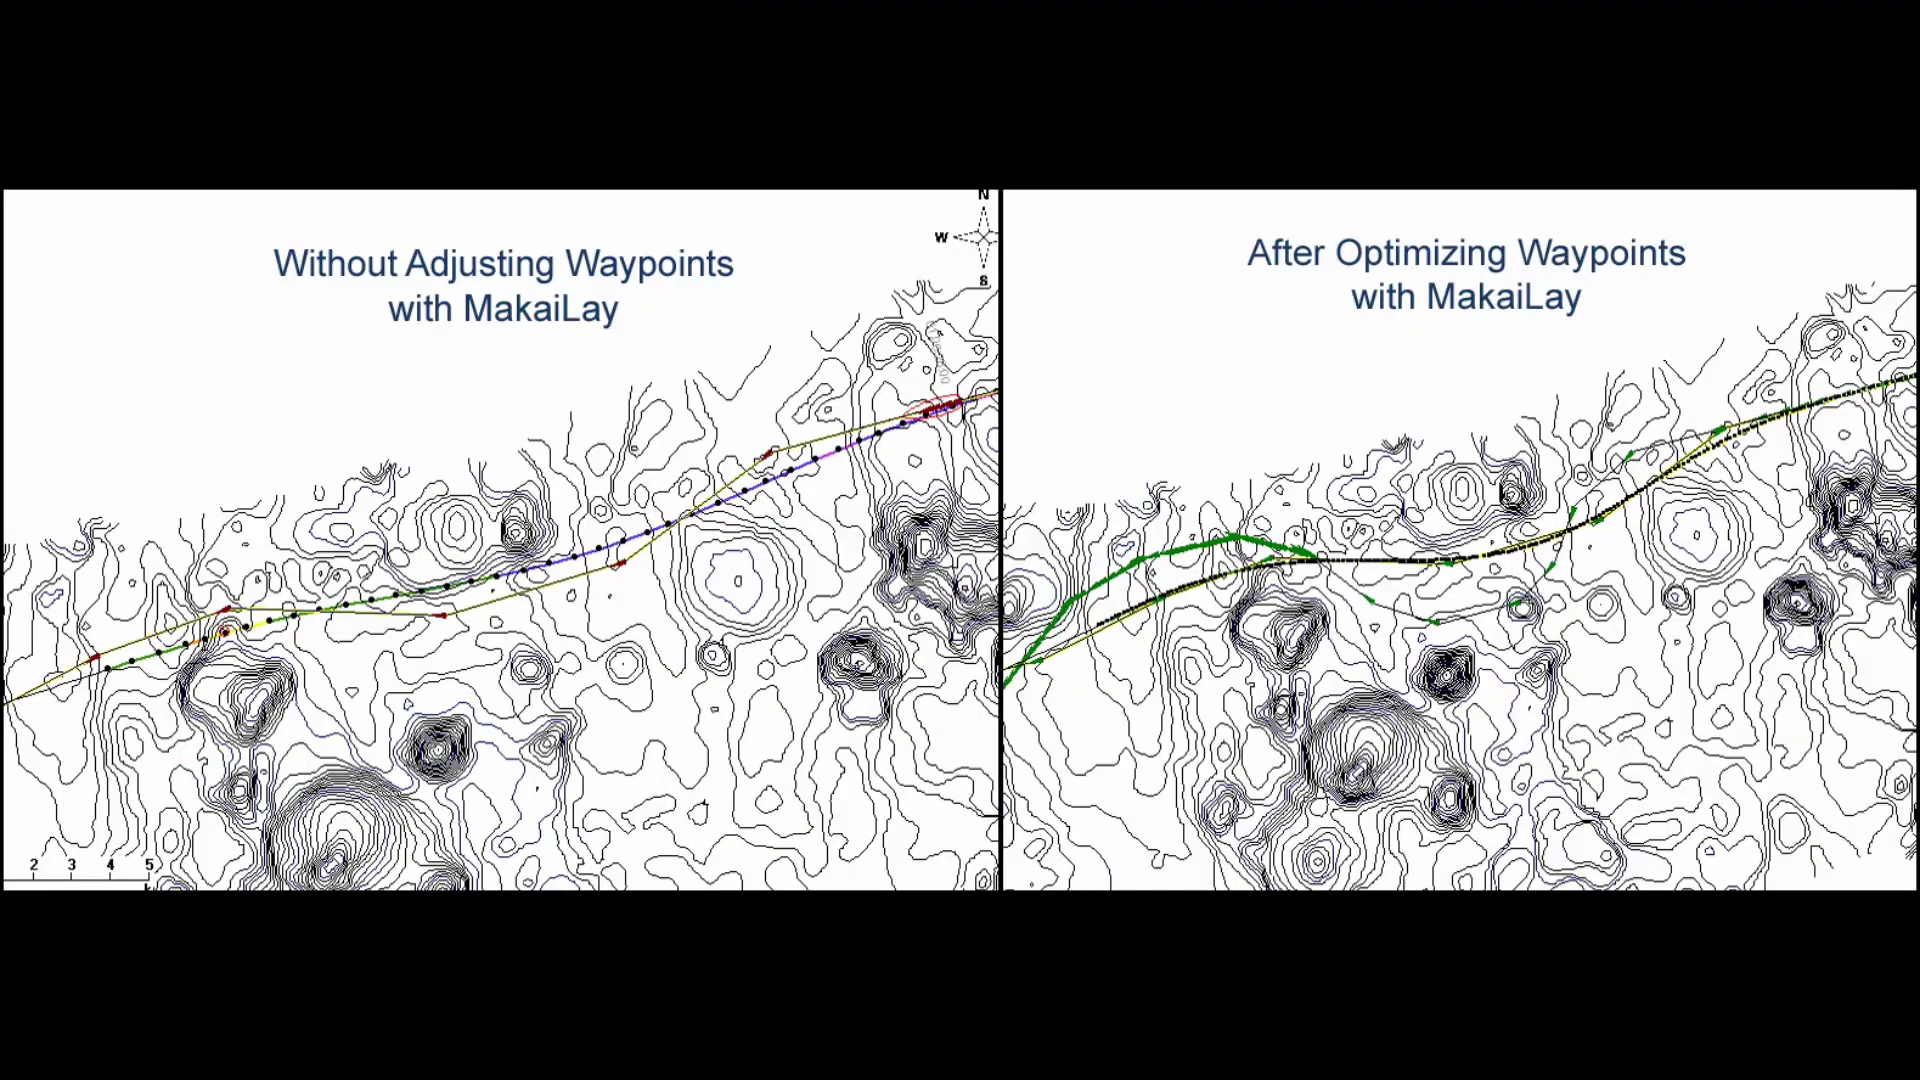 Without Adjusting Waypoints
with MakaiLay
N
W
S
After Optimizing Waypoints
with MakaiLay
2 3 4 5